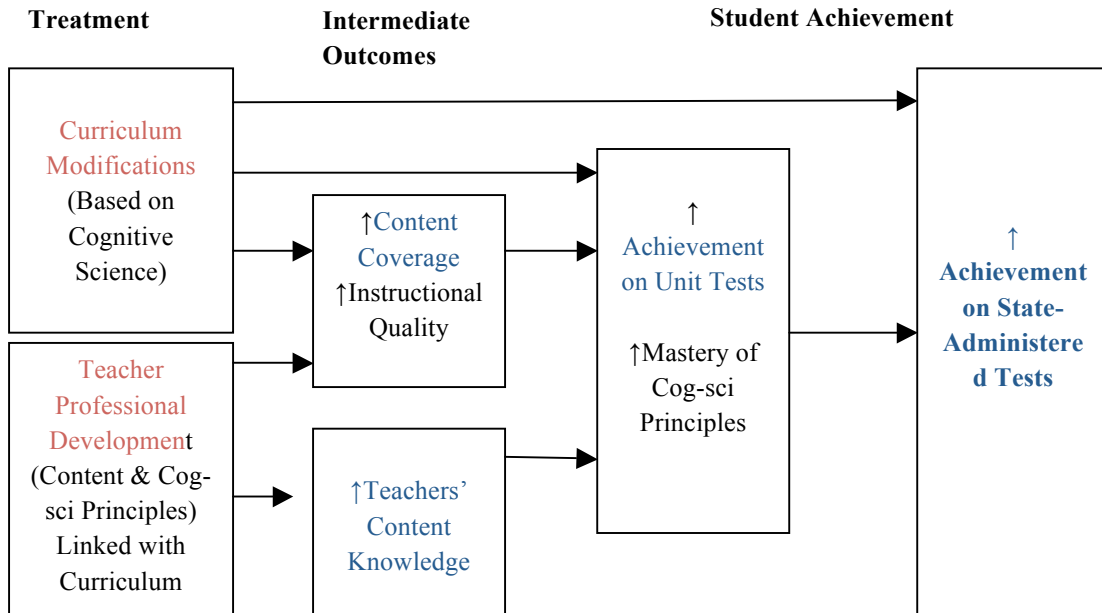 Treatment
Intermediate
Outcomes
Student Achievement
Curriculum
Modifications
(Based on
Cognitive
Science)
Teacher
Professional
Development
(Content & Cog-
sci Principles)
Linked with
Curriculum
↑Content
Coverage
↑Instructional
Quality
↑Teachers’
Content
Knowledge
↑
Achievement
on Unit Tests
↑Mastery of
Cog-sci
Principles
↑
Achievement
on State-
Administere
d Tests